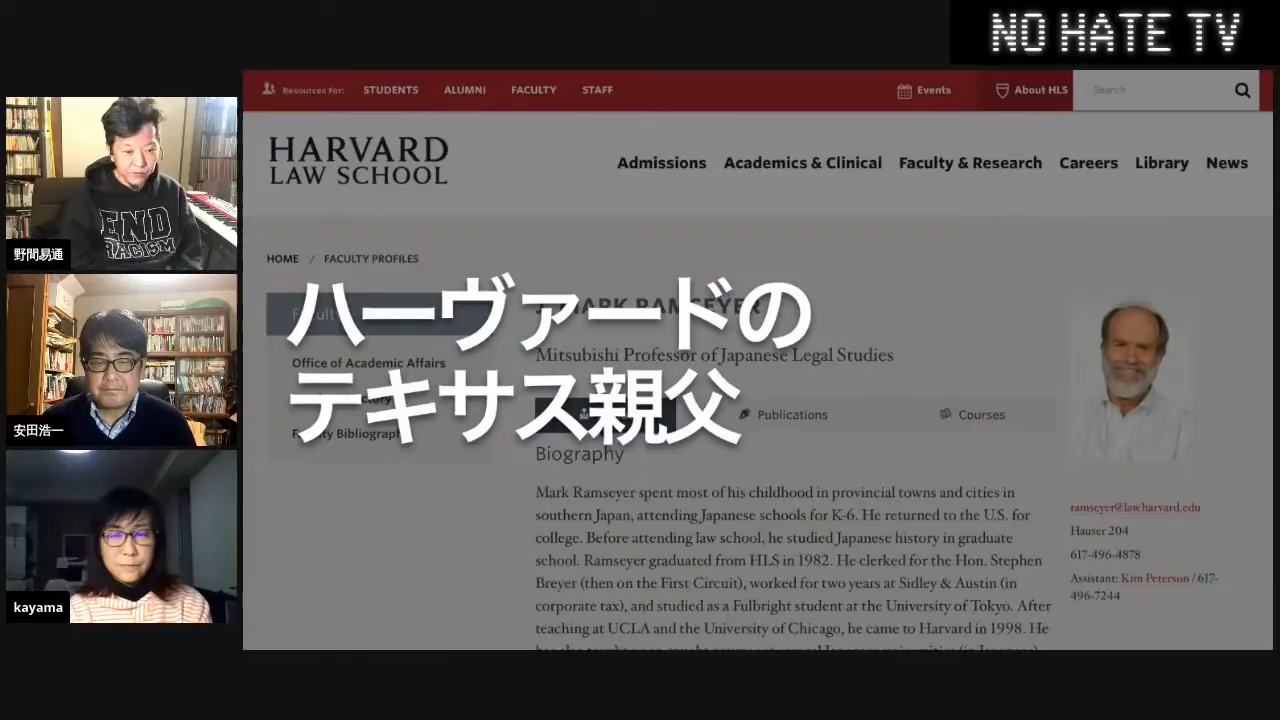 NO HATE TV
Resources For: STUDENTS ALUMNI FACULTY STAFF Events About HLS Search
HARVARD
LAW SCHOOL
Admissions Academics & Clinical Faculty & Research Careers Library News
END
RACISM
野間易通
HOME / FACULTY PROFILES
MARK RAMSEYER
ハーヴァードの
テキサス親父
Mitsubishi Professor of Japanese Legal Studies
Office of Academic Affairs
Publications Courses
安田浩一
Biography
Mark Ramseyer spent most of his childhood in provincial towns and cities in
southern Japan, attending Japanese schools for K-6. He returned to the U.S. for
college. Before attending law school, he studied Japanese history in graduate
school. Ramseyer graduated from HLS in 1982. He clerked for the Hon. Stephen
Breyer (then on the First Circuit), worked for two years at Sidley & Austin (in
corporate tax), and studied as a Fulbright student at the University of Tokyo. After
teaching at UCLA and the University of Chicago, he came to Harvard in 1998. He
ramseyer@law.harvard.edu
Hauser 204
617-496-4878
Assistant: Kim Peterson / 617-
496-7244
kayama